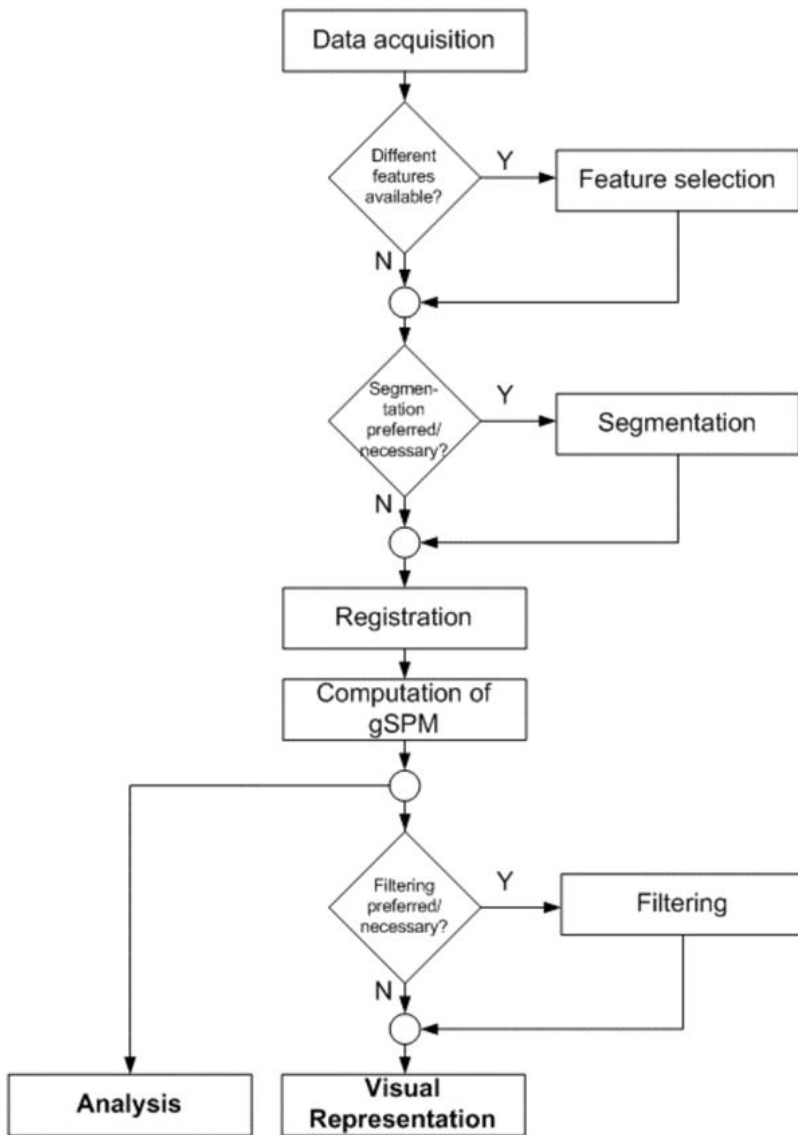 Data acquisition
Different
features
available?
Y
Feature selection
N
Segmen-
tation
preferred/
necessary?
Y
Segmentation
N
Registration
Computation of
gSPM
Filtering
preferred/
necessary?
Y
Filtering
N
Analysis
Visual
Representation